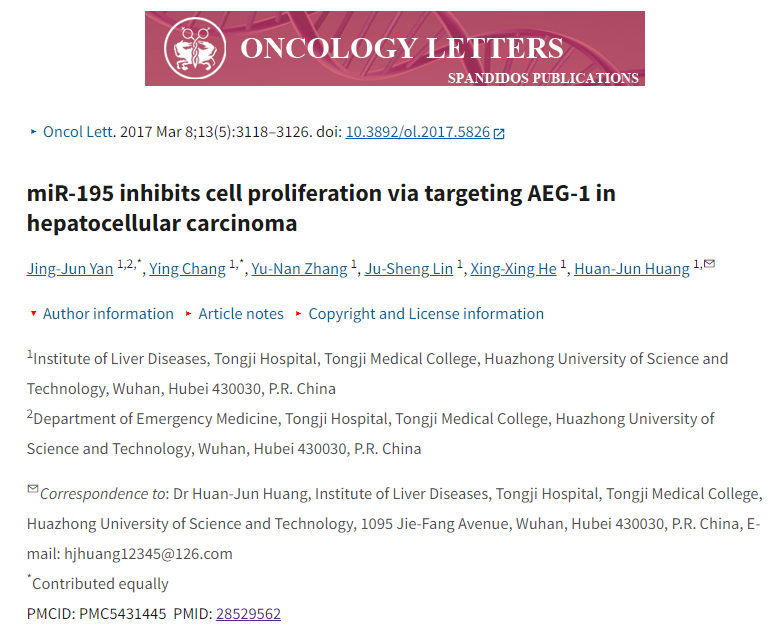 ONCOLOGY LETTERS
SPANDIDOS PUBLICATIONS
Oncol Lett. 2017 Mar 8;13(5):3118–3126. doi: 10.3892/ol.2017.5826
miR-195 inhibits cell proliferation via targeting AEG-1 in
hepatocellular carcinoma
Jing-Jun Yan 1,2,*, Ying Chang 1,*, Yu-Nan Zhang 1, Ju-Sheng Lin 1, Xing-Xing He 1, Huan-Jun Huang 1,✉
Author information Article notes Copyright and License information
1Institute of Liver Diseases, Tongji Hospital, Tongji Medical College, Huazhong University of Science and
Technology, Wuhan, Hubei 430030, P.R. China
2Department of Emergency Medicine, Tongji Hospital, Tongji Medical College, Huazhong University of
Science and Technology, Wuhan, Hubei 430030, P.R. China
✉Correspondence to: Dr Huan-Jun Huang, Institute of Liver Diseases, Tongji Hospital, Tongji Medical College,
Huazhong University of Science and Technology, 1095 Jie-Fang Avenue, Wuhan, Hubei 430030, P.R. China, E-
mail: hjhuang12345@126.com
*Contributed equally
PMCID: PMC5431445 PMID: 28529562